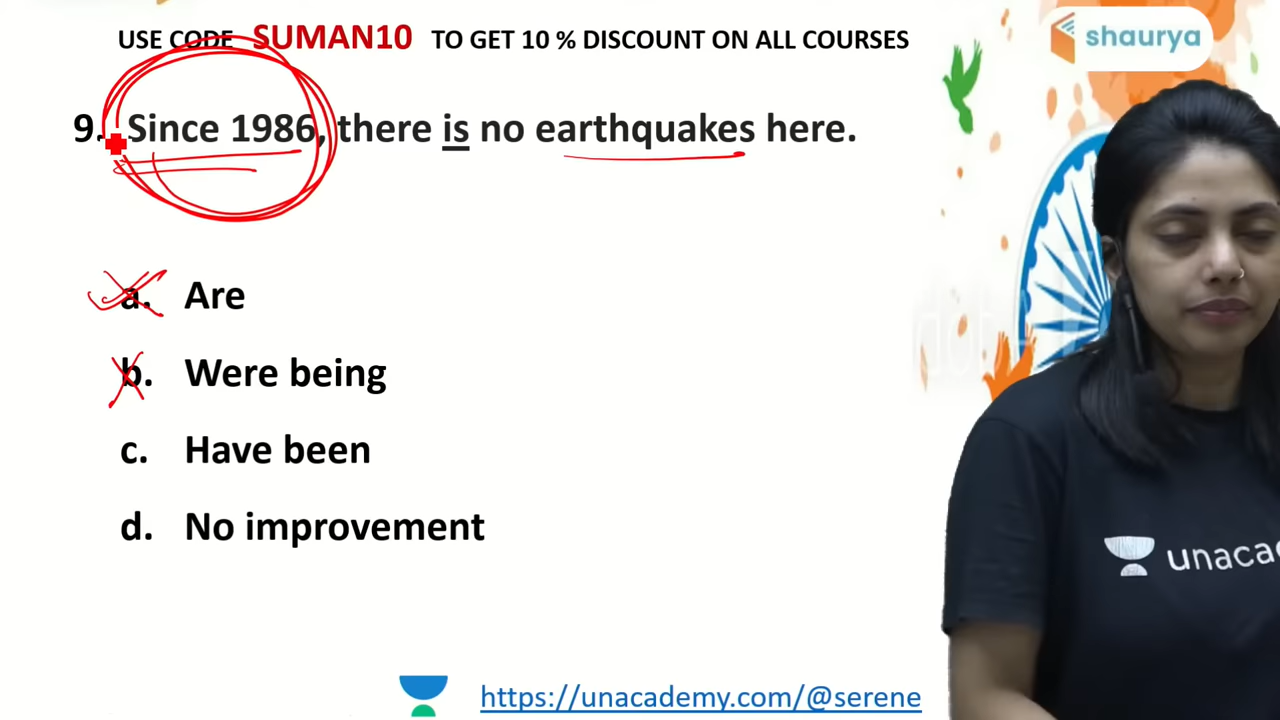 USE CODE SUMAN10 TO GET 10 % DISCOUNT ON ALL COURSES
shaurya
9. Since 1986, there is no earthquakes here.
a. Are
b. Were being
c. Have been
d. No improvement
https://unacademy.com/@serene